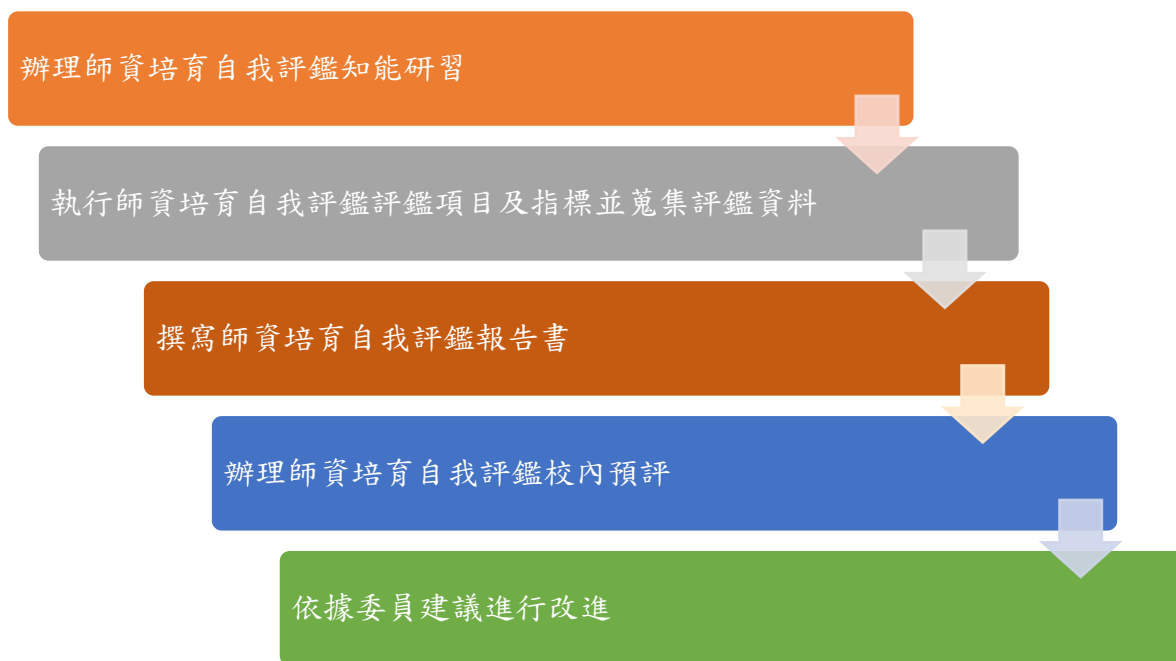 辦理師資培育自我評鑑知能研習
執行師資培育自我評鑑評鑑項目及指標並蒐集評鑑資料
撰寫師資培育自我評鑑報告書
辦理師資培育自我評鑑校內預評
依據委員建議進行改進